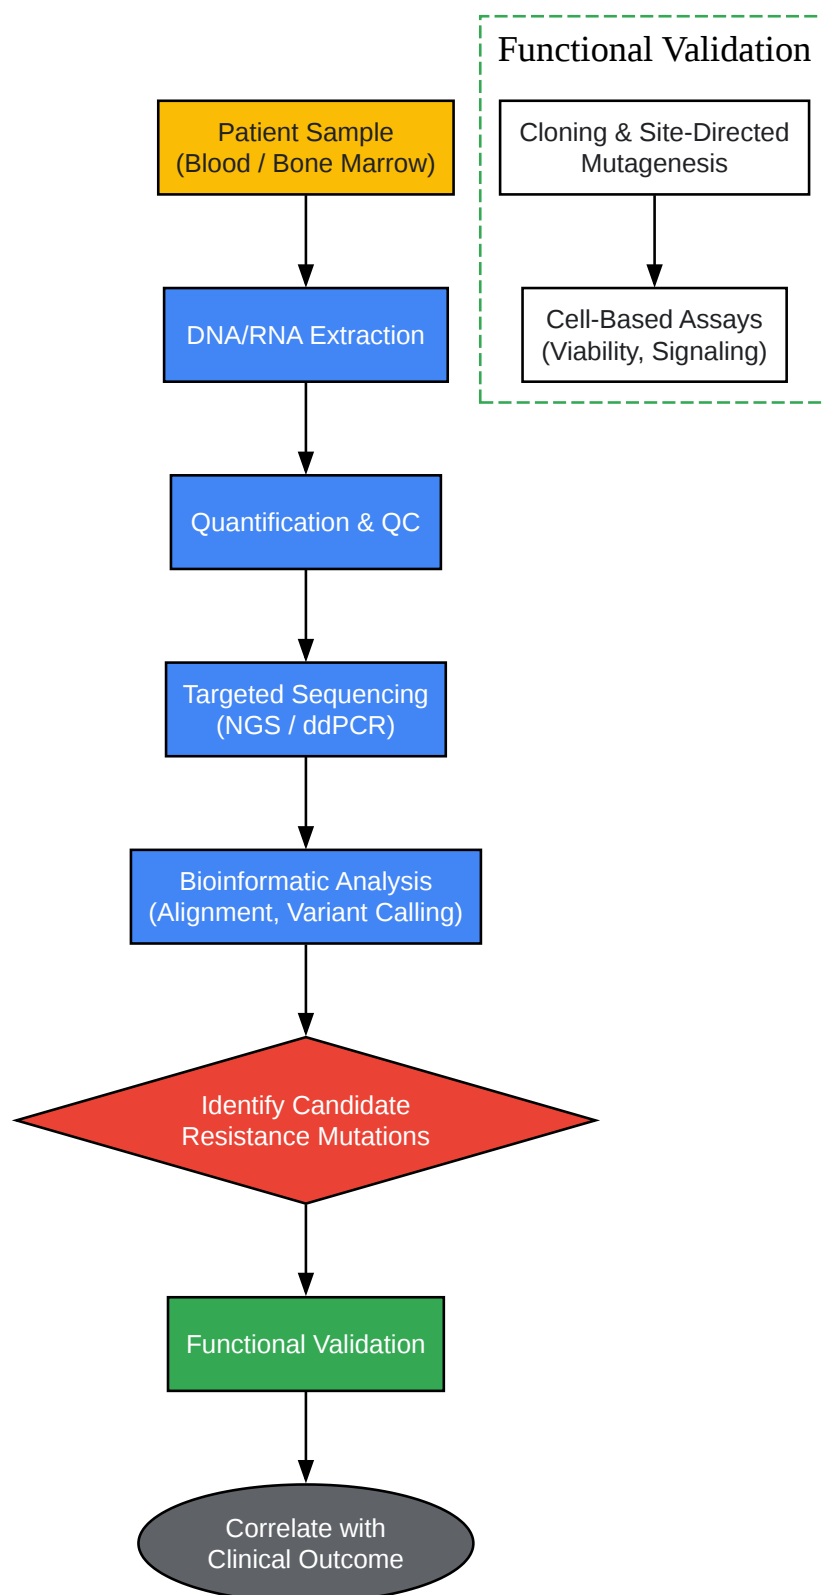 Functional Validation
Patient Sample
(Blood / Bone Marrow)
Cloning & Site-Directed
Mutagenesis
DNA/RNA Extraction
Cell-Based Assays
(Viability, Signaling)
Quantification & QC
Targeted Sequencing
(NGS / ddPCR)
Bioinformatic Analysis
(Alignment, Variant Calling)
Identify Candidate
Resistance Mutations
Functional Validation
Correlate with
Clinical Outcome